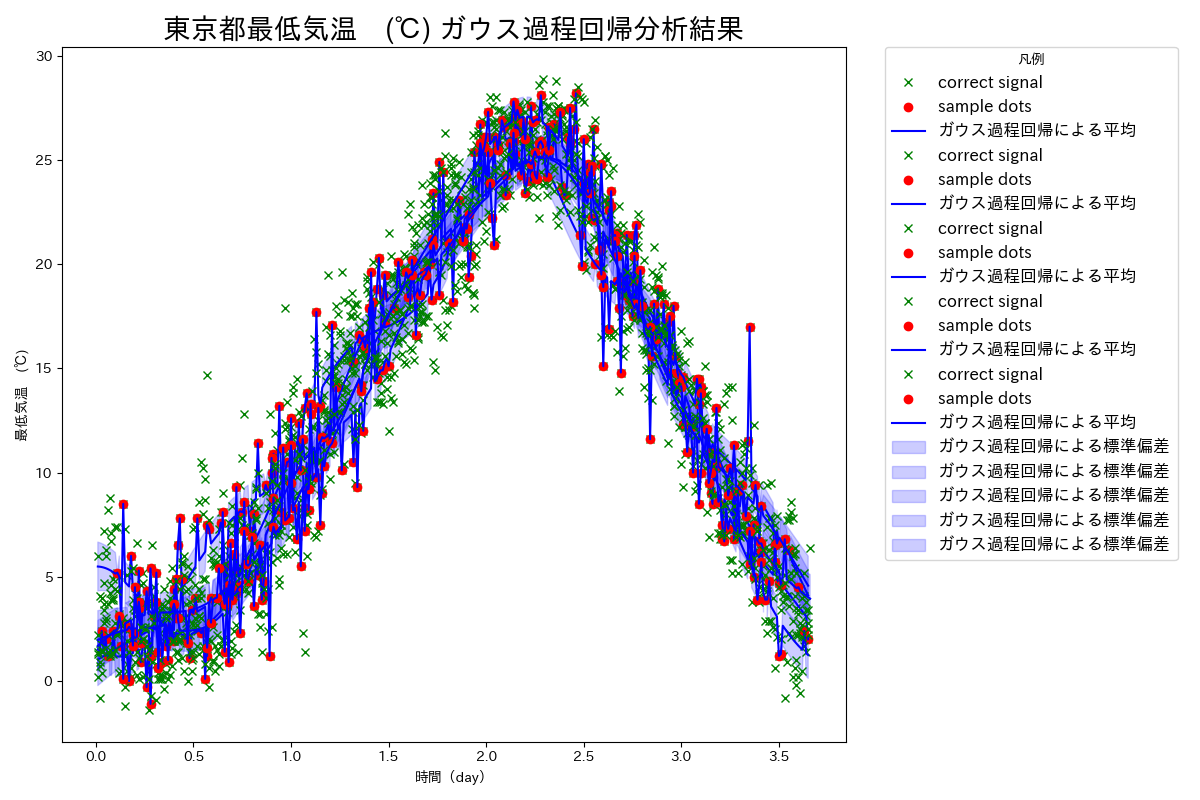 東京都最低気温　(℃) ガウス過程回帰分析結果
30
25
20
15
10
5
0
最低気温　(℃)
0.0 0.5 1.0 1.5 2.0 2.5 3.0 3.5
時間（day）
凡例
correct signal
sample dots
ガウス過程回帰による平均
correct signal
sample dots
ガウス過程回帰による平均
correct signal
sample dots
ガウス過程回帰による平均
correct signal
sample dots
ガウス過程回帰による平均
correct signal
sample dots
ガウス過程回帰による平均
ガウス過程回帰による標準偏差
ガウス過程回帰による標準偏差
ガウス過程回帰による標準偏差
ガウス過程回帰による標準偏差
ガウス過程回帰による標準偏差